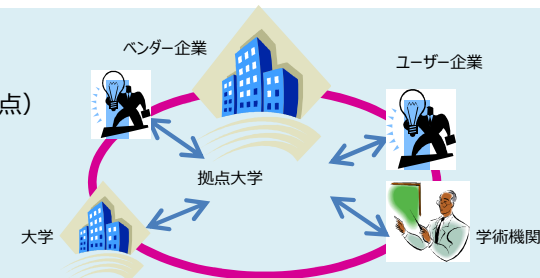 ベンダー企業
ユーザー企業
点）
拠点大学
大学
学術機関